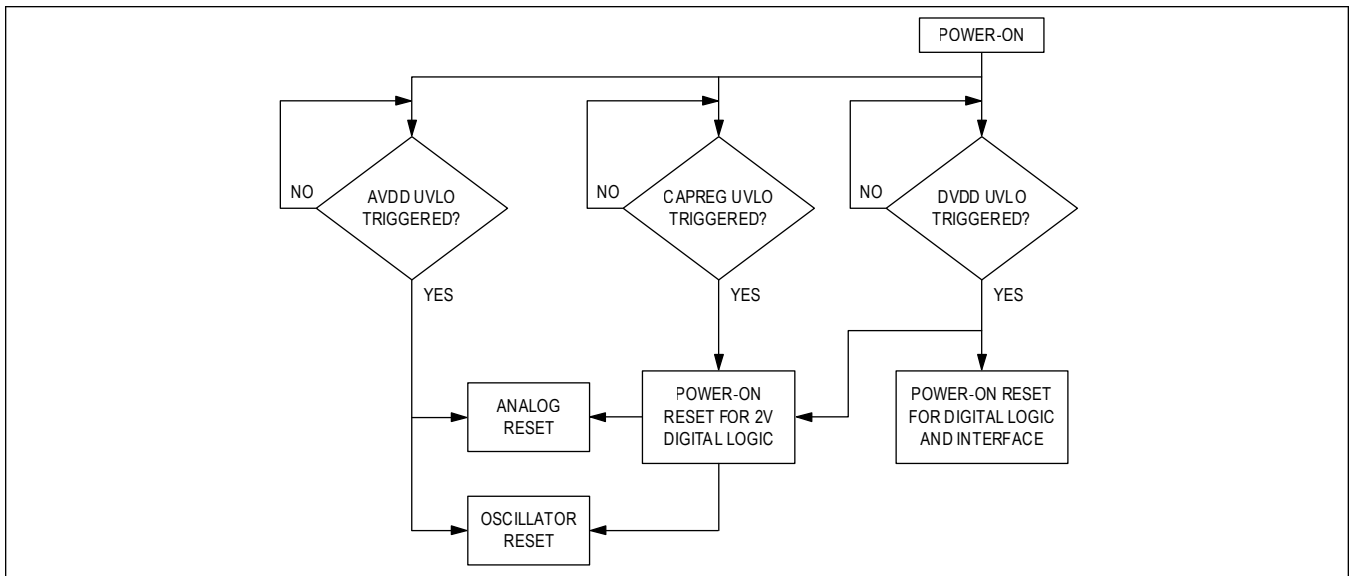 POWER-ON
NO
AVDD UVLO
TRIGGERED?
YES
NO
CAPREG UVLO
TRIGGERED?
YES
NO
DVDD UVLO
TRIGGERED?
YES
ANALOG
RESET
POWER-ON
RESET FOR 2V
DIGITAL LOGIC
POWER-ON RESET
FOR DIGITAL LOGIC
AND INTERFACE
OSCILLATOR
RESET